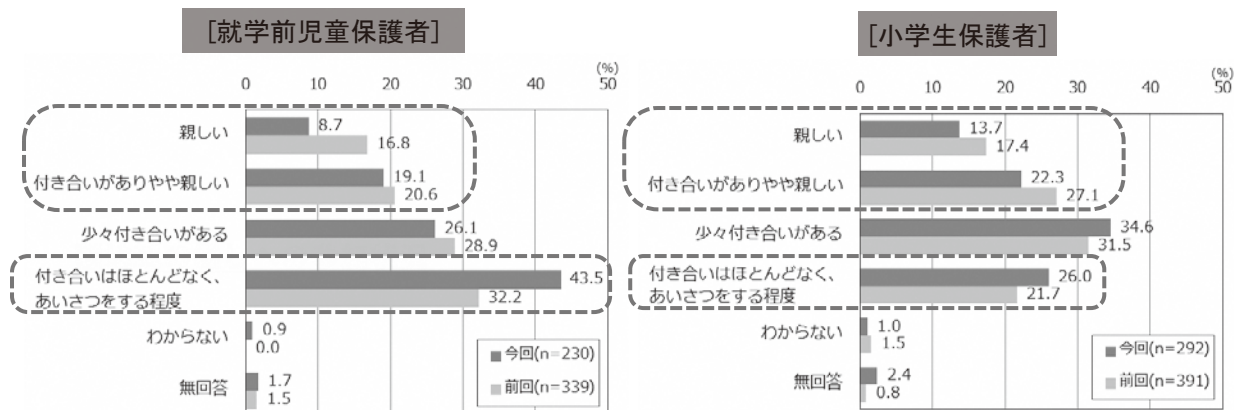 [就学前児童保護者]
(%)
0 10 20 30 40 50
親しい
8.7
16.8
付き合いがありやや親しい
19.1
20.6
少々付き合いがある
26.1
28.9
付き合いはほとんどなく、
あいさつをする程度
43.5
32.2
わからない
0.9
0.0
無回答
1.7
1.5
今回(n=230)
前回(n=339)
[小学生保護者]
(%)
0 10 20 30 40 50
親しい
13.7
17.4
付き合いがありやや親しい
22.3
27.1
少々付き合いがある
34.6
31.5
付き合いはほとんどなく、
あいさつをする程度
26.0
21.7
わからない
1.0
1.5
無回答
2.4
0.8
今回(n=292)
前回(n=391)